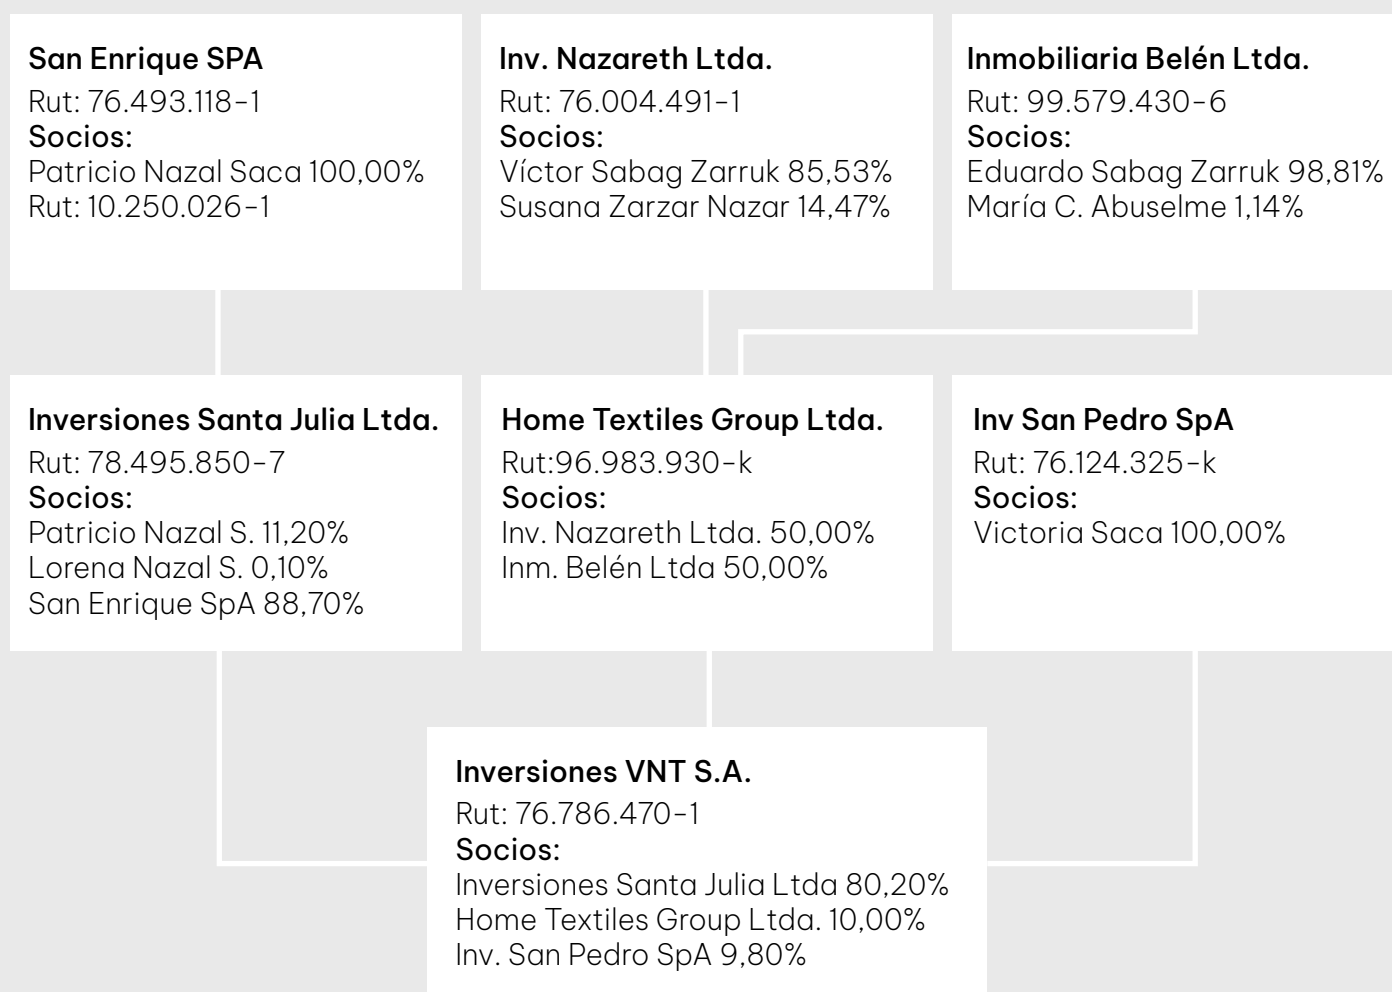 San Enrique SPA
Rut: 76.493.118-1
Socios:
Patricio Nazal Saca 100,00%
Rut: 10.250.026-1
Inv. Nazareth Ltda.
Rut: 76.004.491-1
Socios:
Víctor Sabag Zarruk 85,53%
Susana Zarzar Nazar 14,47%
Inmobiliaria Belén Ltda.
Rut: 99.579.430-6
Socios:
Eduardo Sabag Zarruk 98,81%
María C. Abuselme 1,14%
Inversiones Santa Julia Ltda.
Rut: 78.495.850-7
Socios:
Patricio Nazal S. 11,20%
Lorena Nazal S. 0,10%
San Enrique SpA 88,70%
Home Textiles Group Ltda.
Rut:96.983.930-k
Socios:
Inv. Nazareth Ltda. 50,00%
Inm. Belén Ltda 50,00%
Inv San Pedro SpA
Rut: 76.124.325-k
Socios:
Victoria Saca 100,00%
Inversiones VNT S.A.
Rut: 76.786.470-1
Socios:
Inversiones Santa Julia Ltda 80,20%
Home Textiles Group Ltda. 10,00%
Inv. San Pedro SpA 9,80%